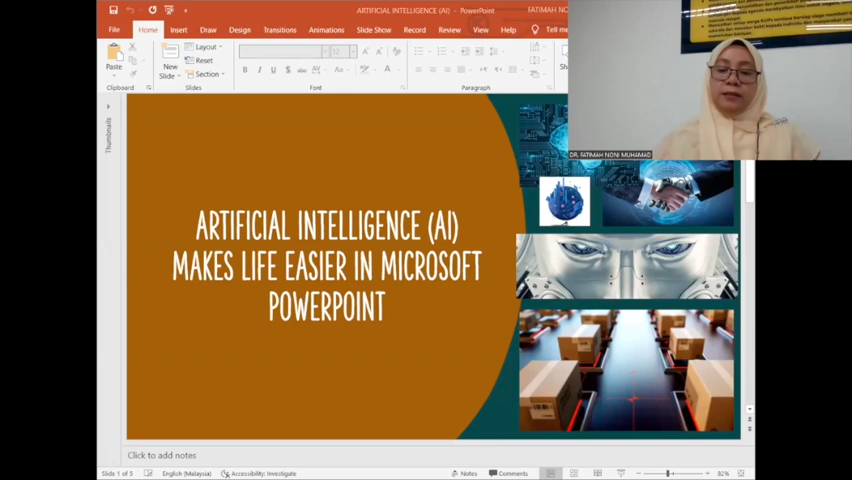 ARTIFICIAL INTELLIGENCE (AI) - PowerPoint
FATIMAH NO
File Home Insert Draw Design Transitions Animations Slide Show Record Review View Help Tell me
Paste
New
Slide
Layout
Reset
Section
12
Clipboard
Slides
Font
Paragraph
DR. FATIMAH NONI MUHAMAD
Thumbnails
ARTIFICIAL INTELLIGENCE (AI)
MAKES LIFE EASIER IN MICROSOFT
POWERPOINT
Click to add notes
Slide 1 of 5 English (Malaysia) Accessibility: Investigate Notes Comments 82%